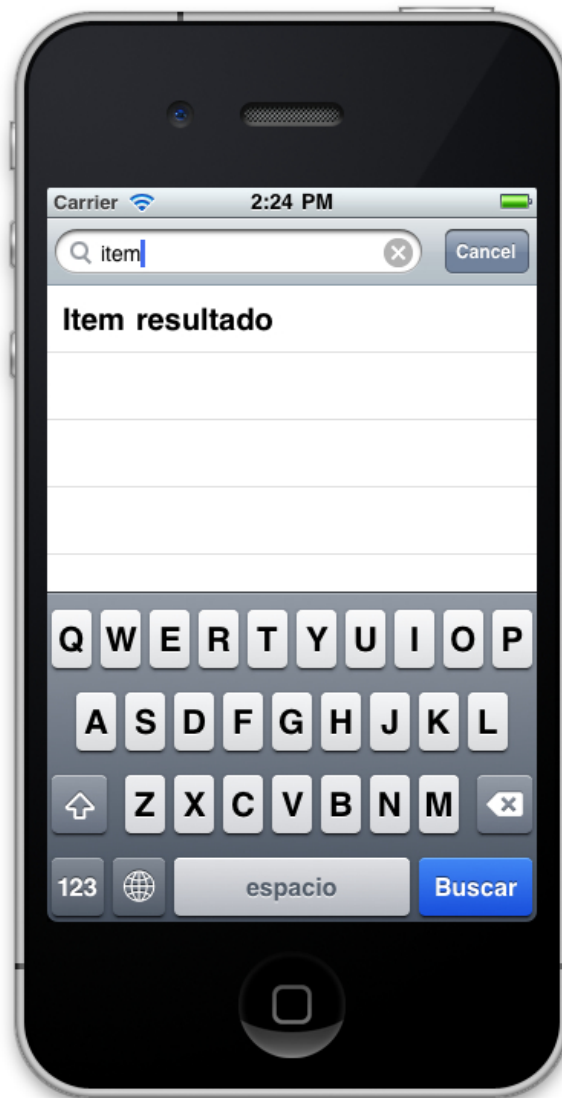 Carrier 2:24 PM
item Cancel
Item resultado
Q W E R T Y U I O P
A S D F G H J K L
Z X C V B N M
123 espacio Buscar